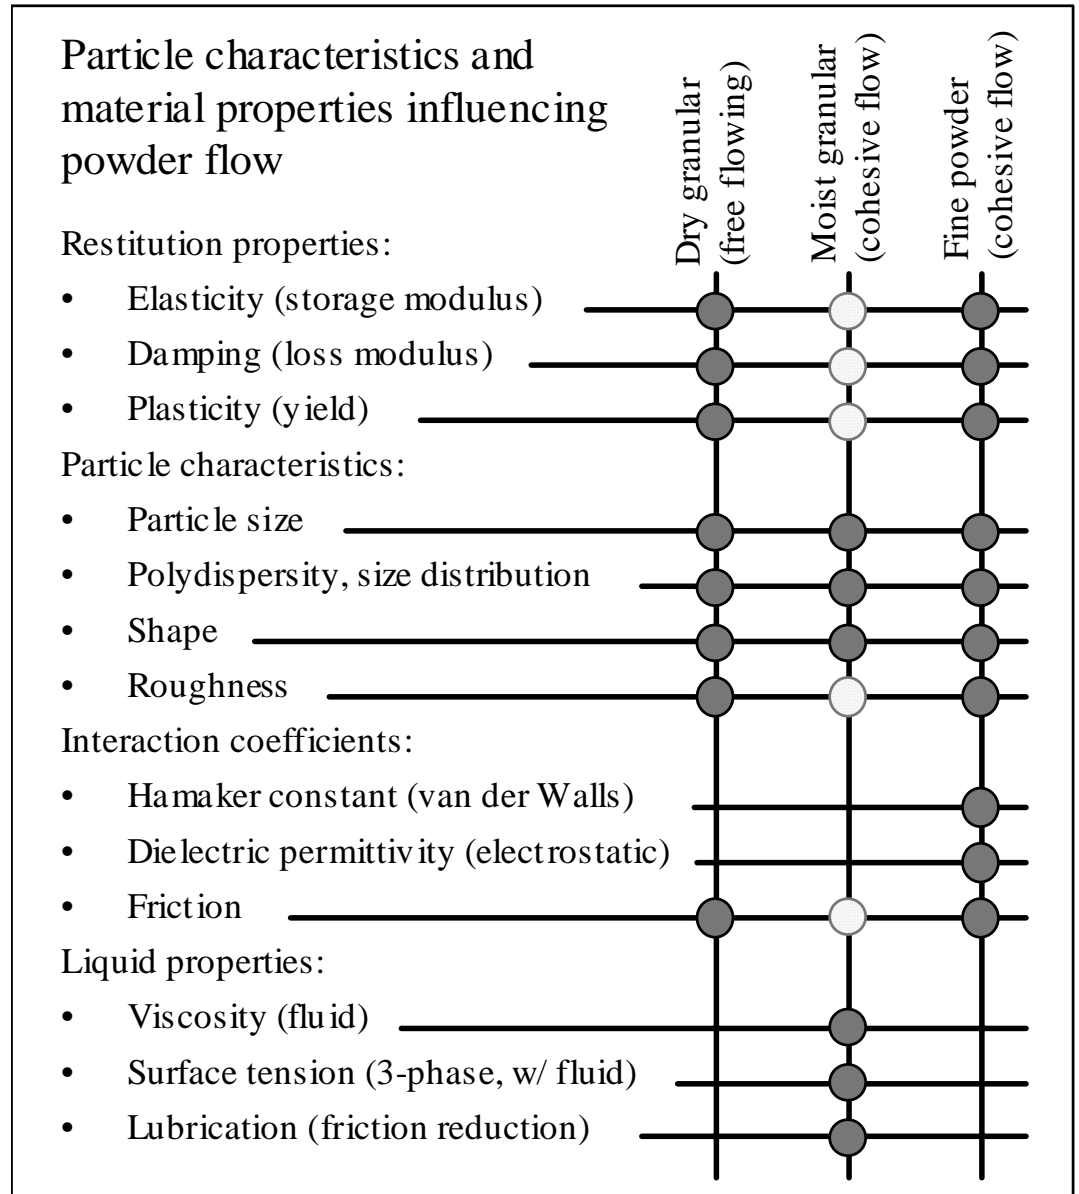 Particle characteristics and
material properties influencing
powder flow
Dry granular
(free flowing)
Moist granular
(cohesive flow)
Fine powder
(cohesive flow)
Restitution properties:
• Elasticity (storage modulus)
• Damping (loss modulus)
• Plasticity (yield)
Particle characteristics:
• Particle size
• Polydispersity, size distribution
• Shape
• Roughness
Interaction coefficients:
• Hamaker constant (van der Walls)
• Dielectric permittivity (electrostatic)
• Friction
Liquid properties:
• Viscosity (fluid)
• Surface tension (3-phase, w/ fluid)
• Lubrication (friction reduction)